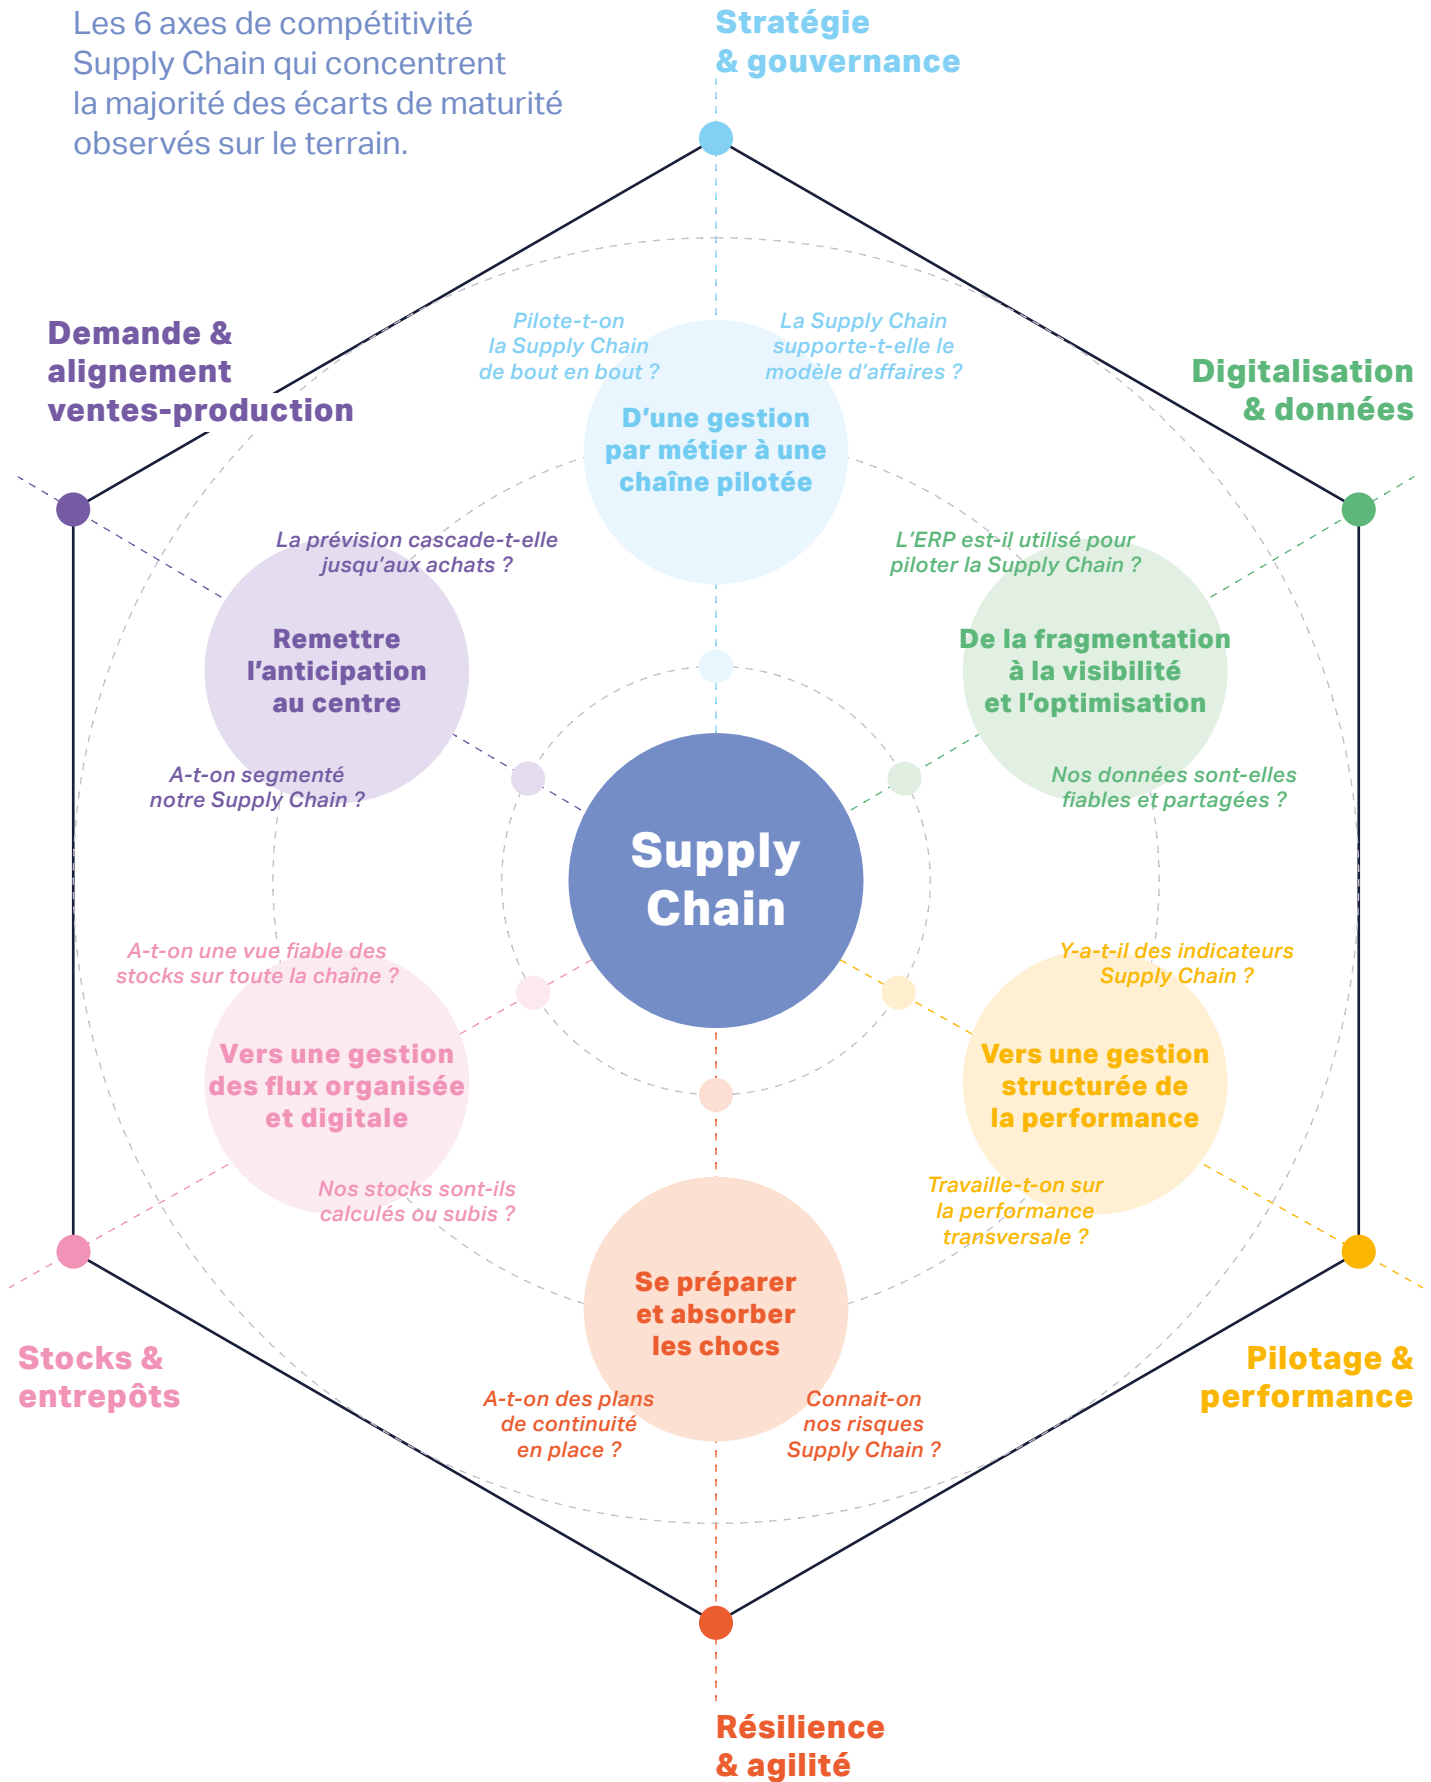 Les 6 axes de compétitivité
Supply Chain qui concentrent
la majorité des écarts de maturité
observés sur le terrain.
Stratégie
& gouvernance
Pilote-t-on
la Supply Chain
de bout en bout ?
La Supply Chain
supporte-t-elle le
modèle d'affaires ?
D'une gestion
par métier à une
chaîne pilotée
Demande &
alignement
ventes-production
La prévision cascade-t-elle
jusqu'aux achats ?
Remettre
l'anticipation
au centre
A-t-on segmenté
notre Supply Chain ?
Digitalisation
& données
L'ERP est-il utilisé pour
piloter la Supply Chain ?
De la fragmentation
à la visibilité
et l'optimisation
Nos données sont-elles
fiables et partagées ?
Supply
Chain
A-t-on une vue fiable des
stocks sur toute la chaîne ?
Vers une gestion
des flux organisée
et digitale
Nos stocks sont-ils
calculés ou subis ?
Stocks &
entrepôts
Y-a-t-il des indicateurs
Supply Chain ?
Vers une gestion
structurée de
la performance
Travaille-t-on sur
la performance
transversale ?
Pilotage &
performance
Se préparer
et absorber
les chocs
A-t-on des plans
de continuité
en place ?
Connait-on
nos risques
Supply Chain ?
Résilience
& agilité